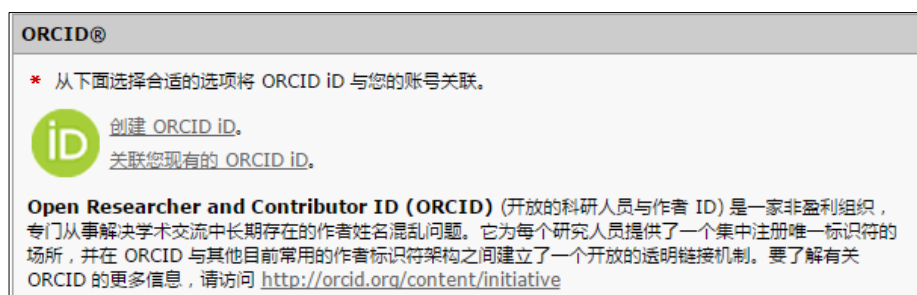 ORCID®
* 从下面选择合适的选项将 ORCID iD 与您的账号关联。
iD
创建 ORCID iD。
关联您现有的 ORCID iD。
Open Researcher and Contributor ID (ORCID) (开放的科研人员与作者 ID) 是一家非盈利组织，
专门从事解决学术交流中长期存在的作者姓名混乱问题。它为每个研究人员提供了一个集中注册唯一标识符的
场所，并在 ORCID 与其他目前常用的作者标识符架构之间建立了一个开放的透明链接机制。要了解有关
ORCID 的更多信息，请访问 http://orcid.org/content/initiative